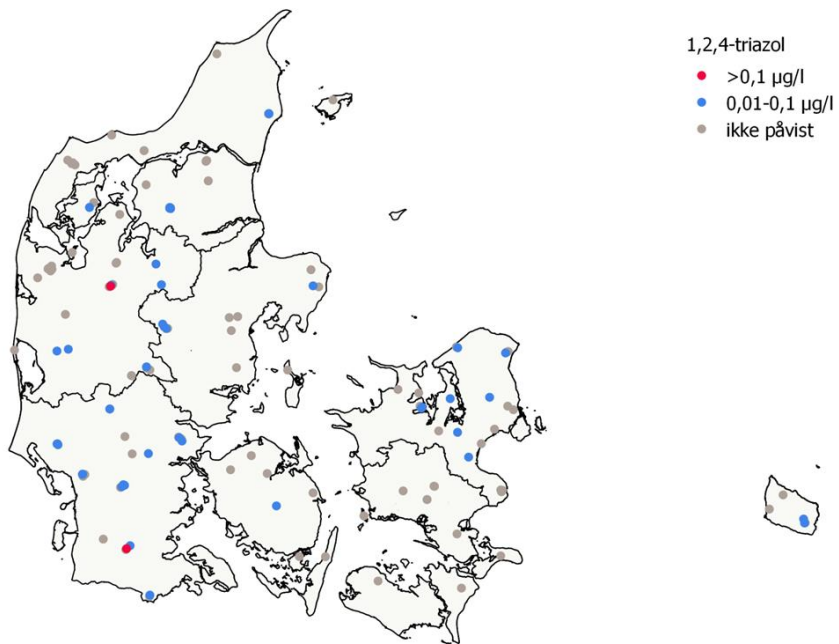 1,2,4-triazol
>0,1 µg/l
0,01-0,1 µg/l
ikke påvist